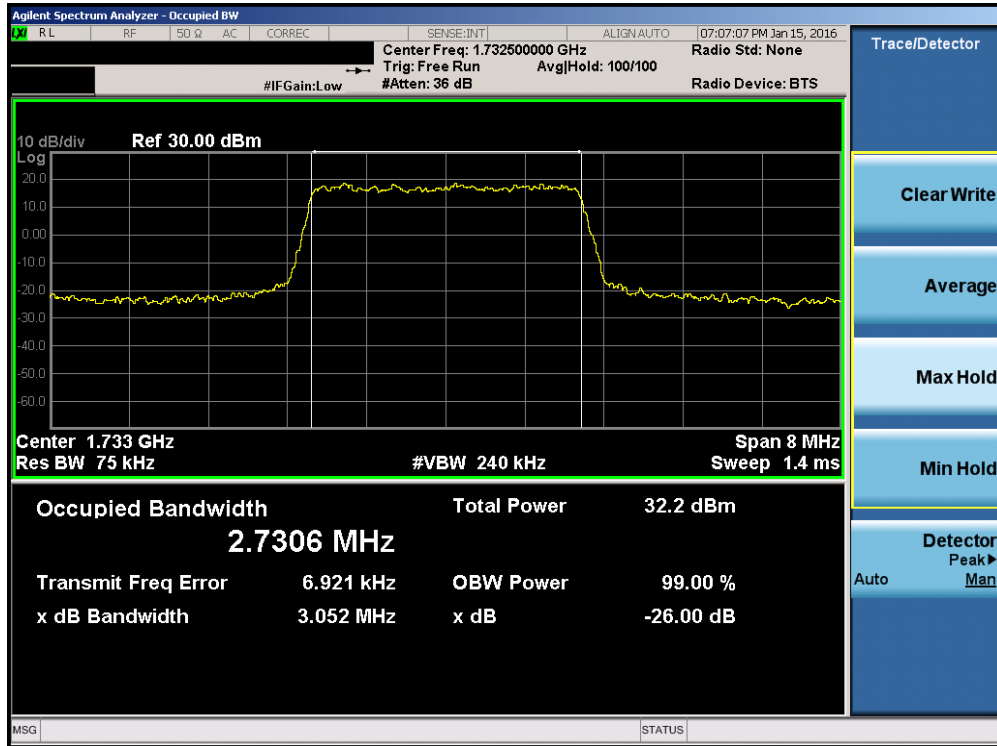 Agilent Spectrum Analyzer - Occupied BW
LXI RL RF 50 Ω AC CORREC SENSE:INT ALIGN AUTO 07:07:07 PM Jan 15, 2016
Center Freq: 1.732500000 GHz Radio Std: None
Trig: Free Run Avg|Hold: 100/100
#IFGain:Low #Atten: 36 dB Radio Device: BTS
10 dB/div Ref 30.00 dBm
Log
20.0
10.0
0.00
-10.0
-20.0
-30.0
-40.0
-50.0
-60.0
Center 1.733 GHz Span 8 MHz
Res BW 75 kHz #VBW 240 kHz Sweep 1.4 ms
Occupied Bandwidth Total Power 32.2 dBm
2.7306 MHz
Transmit Freq Error 6.921 kHz OBW Power 99.00 %
x dB Bandwidth 3.052 MHz x dB -26.00 dB
MSG STATUS
Trace/Detector
Clear Write
Average
Max Hold
Min Hold
Detector
Peak▶
Auto Man